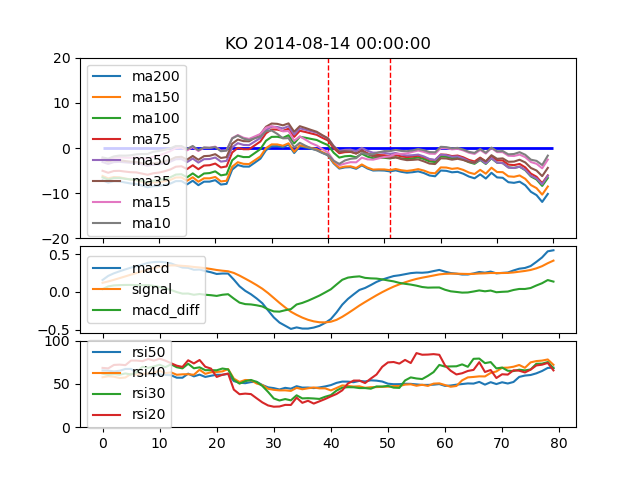 KO 2014-08-14 00:00:00
20
10
0
−10
−20
ma200
ma150
ma100
ma75
ma50
ma35
ma15
ma10
0.5
0.0
−0.5
macd
signal
macd_diff
100
50
0
rsi50
rsi40
rsi30
rsi20
0 10 20 30 40 50 60 70 80